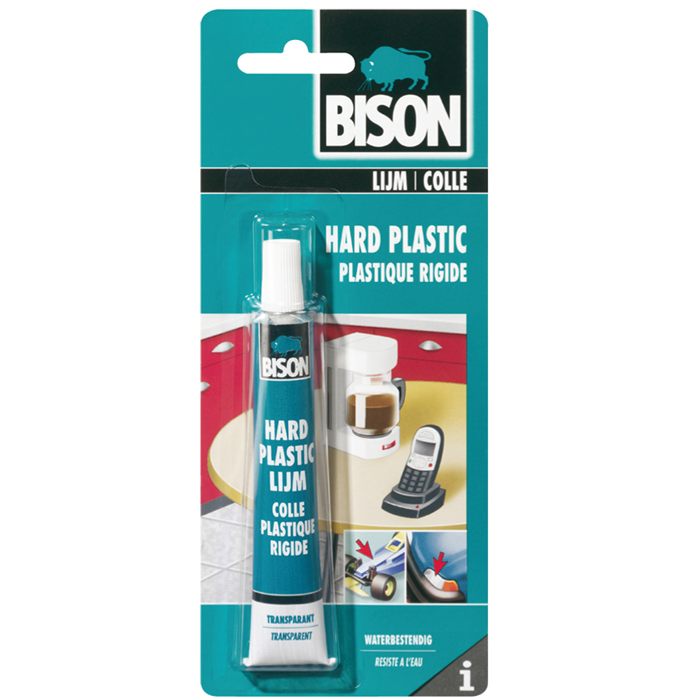 BISON
LIJM | COLLE
HARD PLASTIC
PLASTIQUE RIGIDE
BISON
HARD
PLASTIC
LIJM
COLLE
PLASTIQUE
RIGIDE
TRANSPARANT
TRANSPARENT
WATERBESTENDIG
RESISTE A L'EAU
i